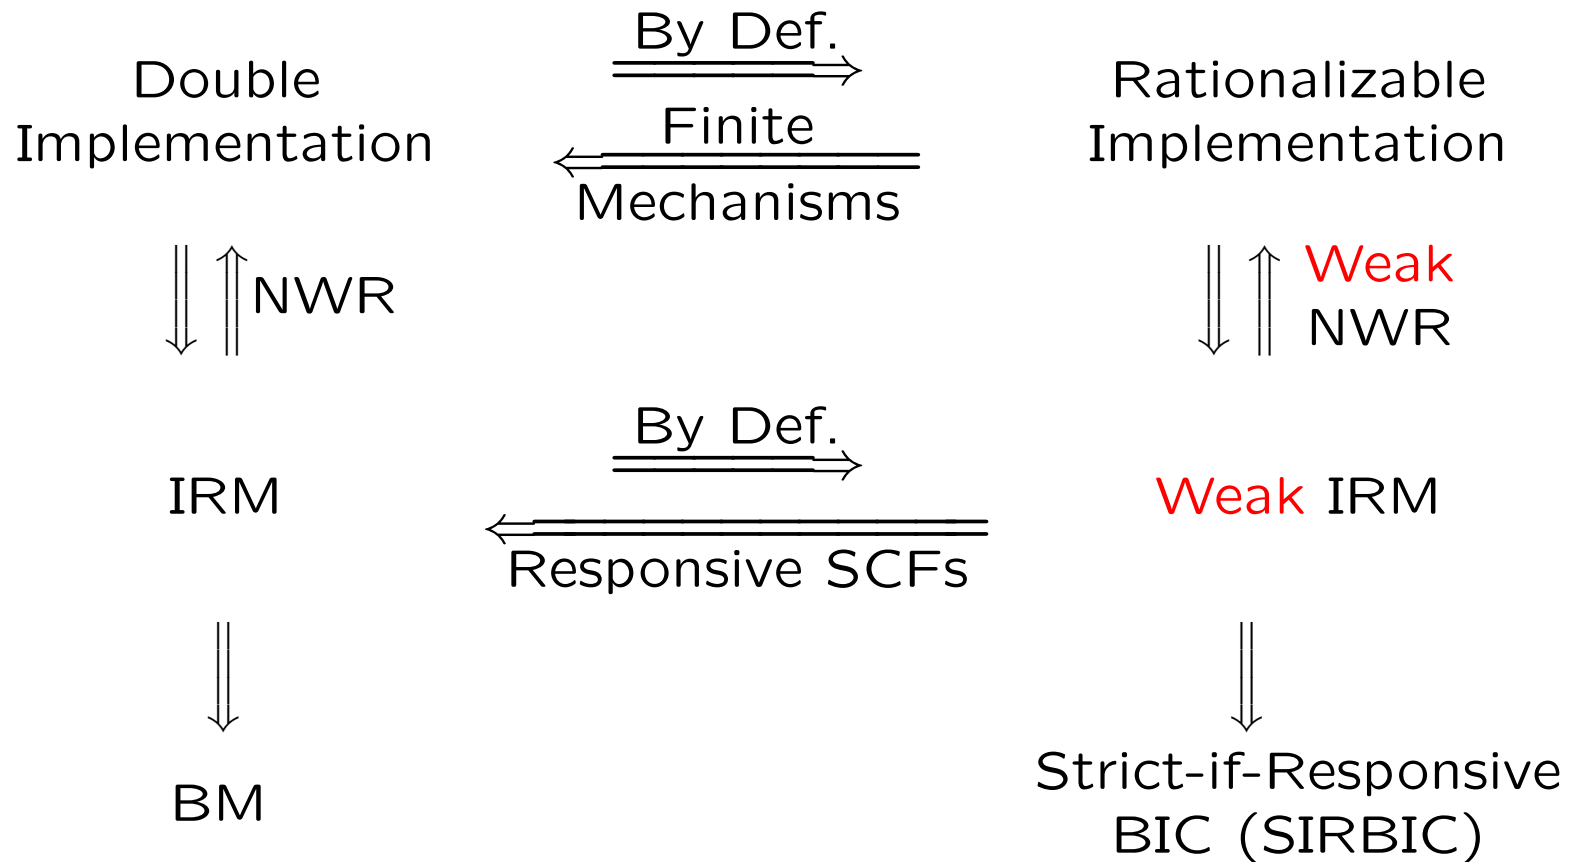 By Def.
Double
Implementation
Rationalizable
Implementation
Finite
Mechanisms
NWR
Weak
NWR
By Def.
IRM
Weak IRM
Responsive SCFs
BM
Strict-if-Responsive
BIC (SIRBIC)